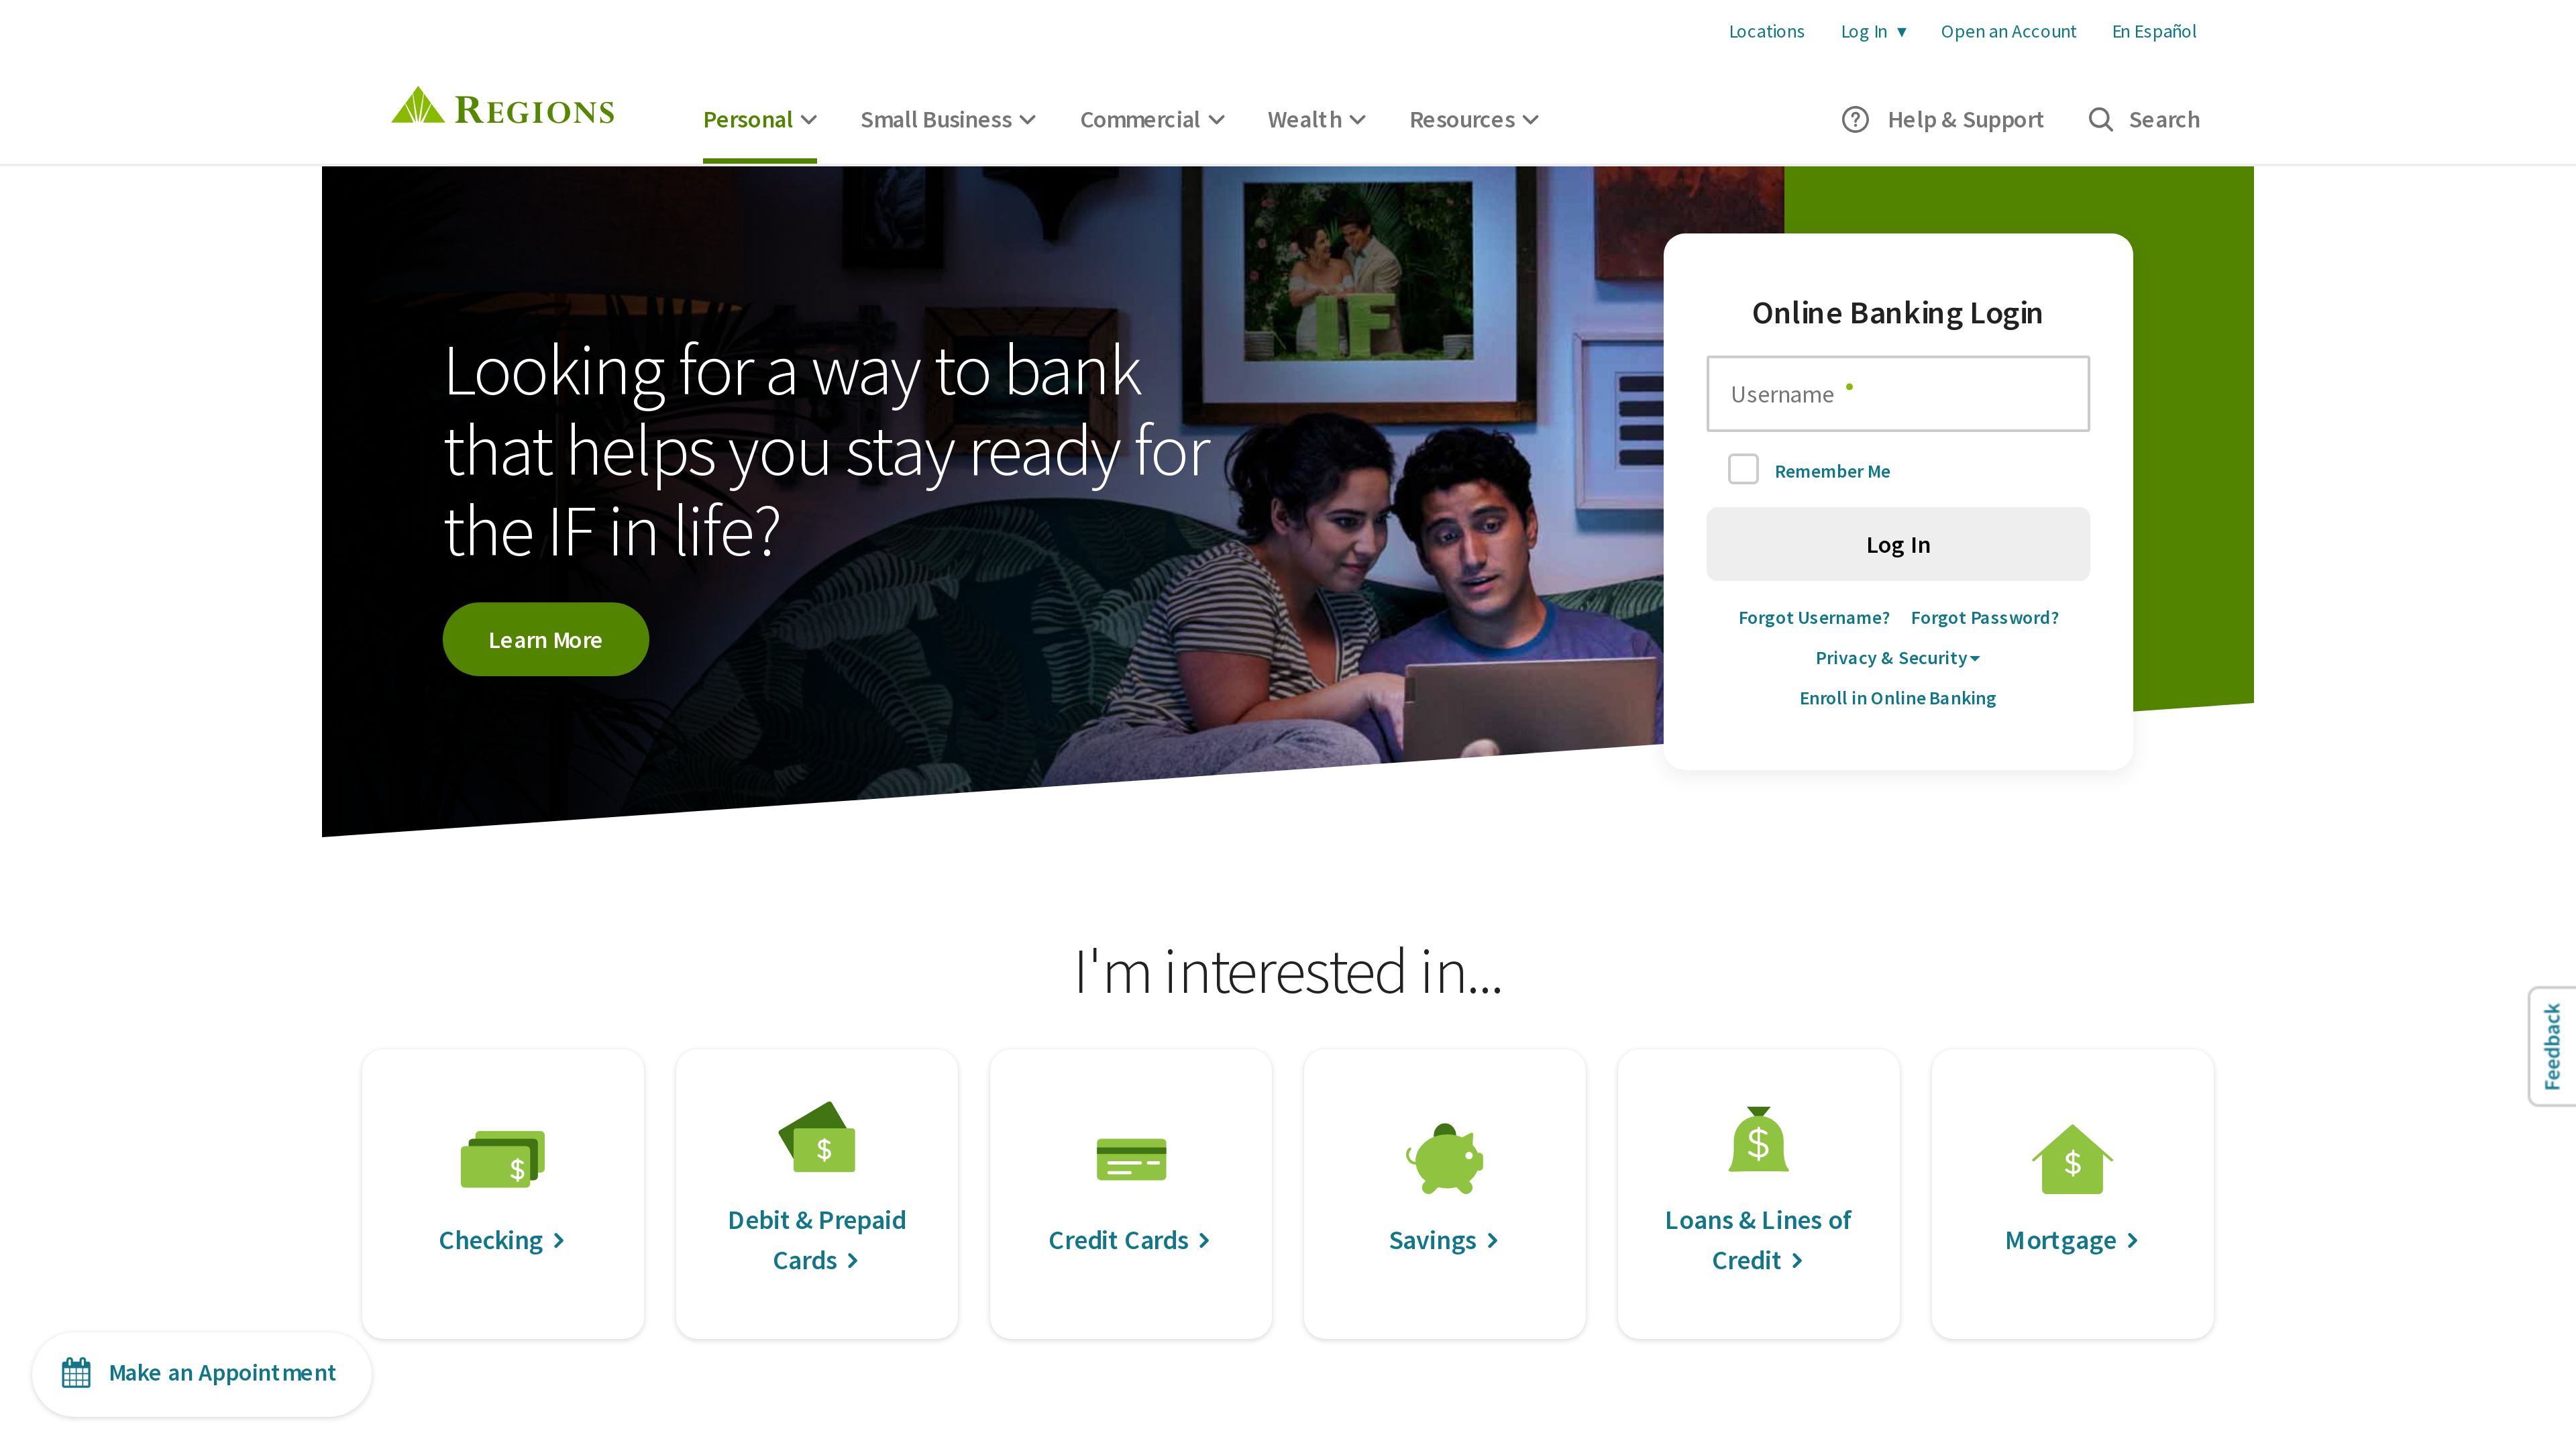 Locations Log In ▼ Open an Account En Español
REGIONS Personal Small Business Commercial Wealth Resources Help & Support Search
Looking for a way to bank
that helps you stay ready for
the IF in life?
Learn More
IF
Online Banking Login
Username
Remember Me
Log In
Forgot Username? Forgot Password?
Privacy & Security
Enroll in Online Banking
I'm interested in...
Feedback
$
Checking
$
Debit & Prepaid
Cards
Credit Cards
Savings
$
Loans & Lines of
Credit
$
Mortgage
Make an Appointment